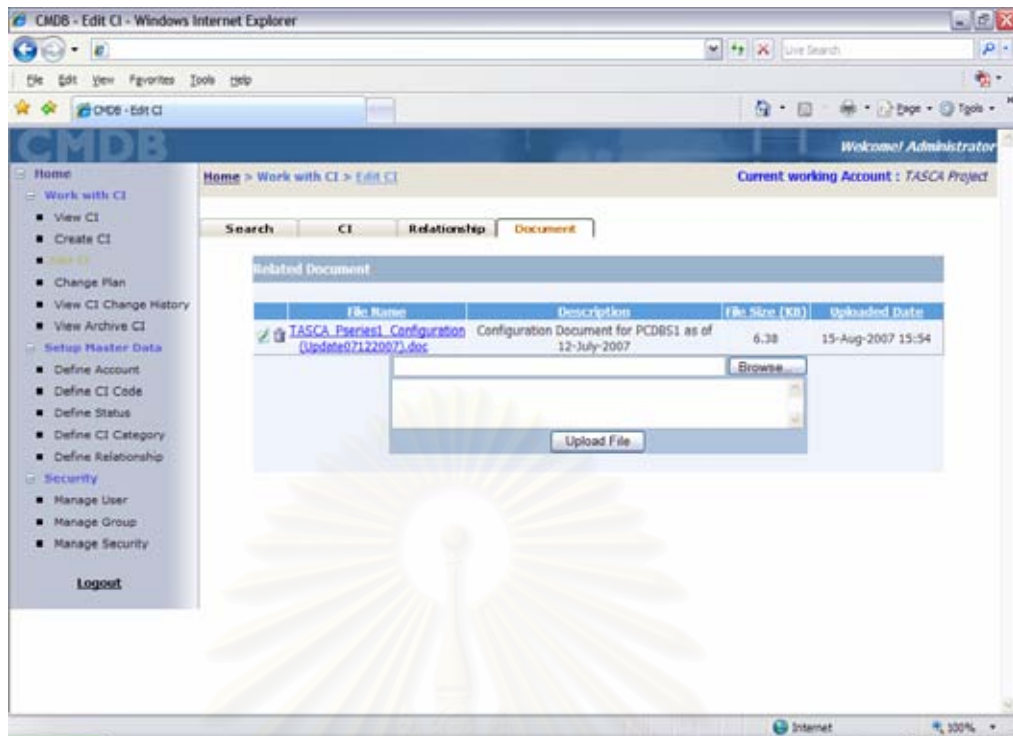 CMDB - Edit CI - Windows Internet Explorer
Live Search
File Edit View Favorites Tools Help
CMDB - Edit CI
Page Tools
CMDB
Welcome! Administrator
Home
Home > Work with CI > Edit CI
Current working Account : TASCA Project
Work with CI
View CI
Create CI
Edit CI
Change Plan
View CI Change History
View Archive CI
Setup Master Data
Define Account
Define CI Code
Define Status
Define CI Category
Define Relationship
Security
Manage User
Manage Group
Manage Security
Logout
Search CI Relationship Document
Related Document
File Name Description File Size (KB) Uploaded Date
TASCA_Pseries1_Configuration (Update07122007).doc
Configuration Document for PCDBS1 as of 12-July-2007
6.38
15-Aug-2007 15:54
Browse...
Upload File
Internet
100%